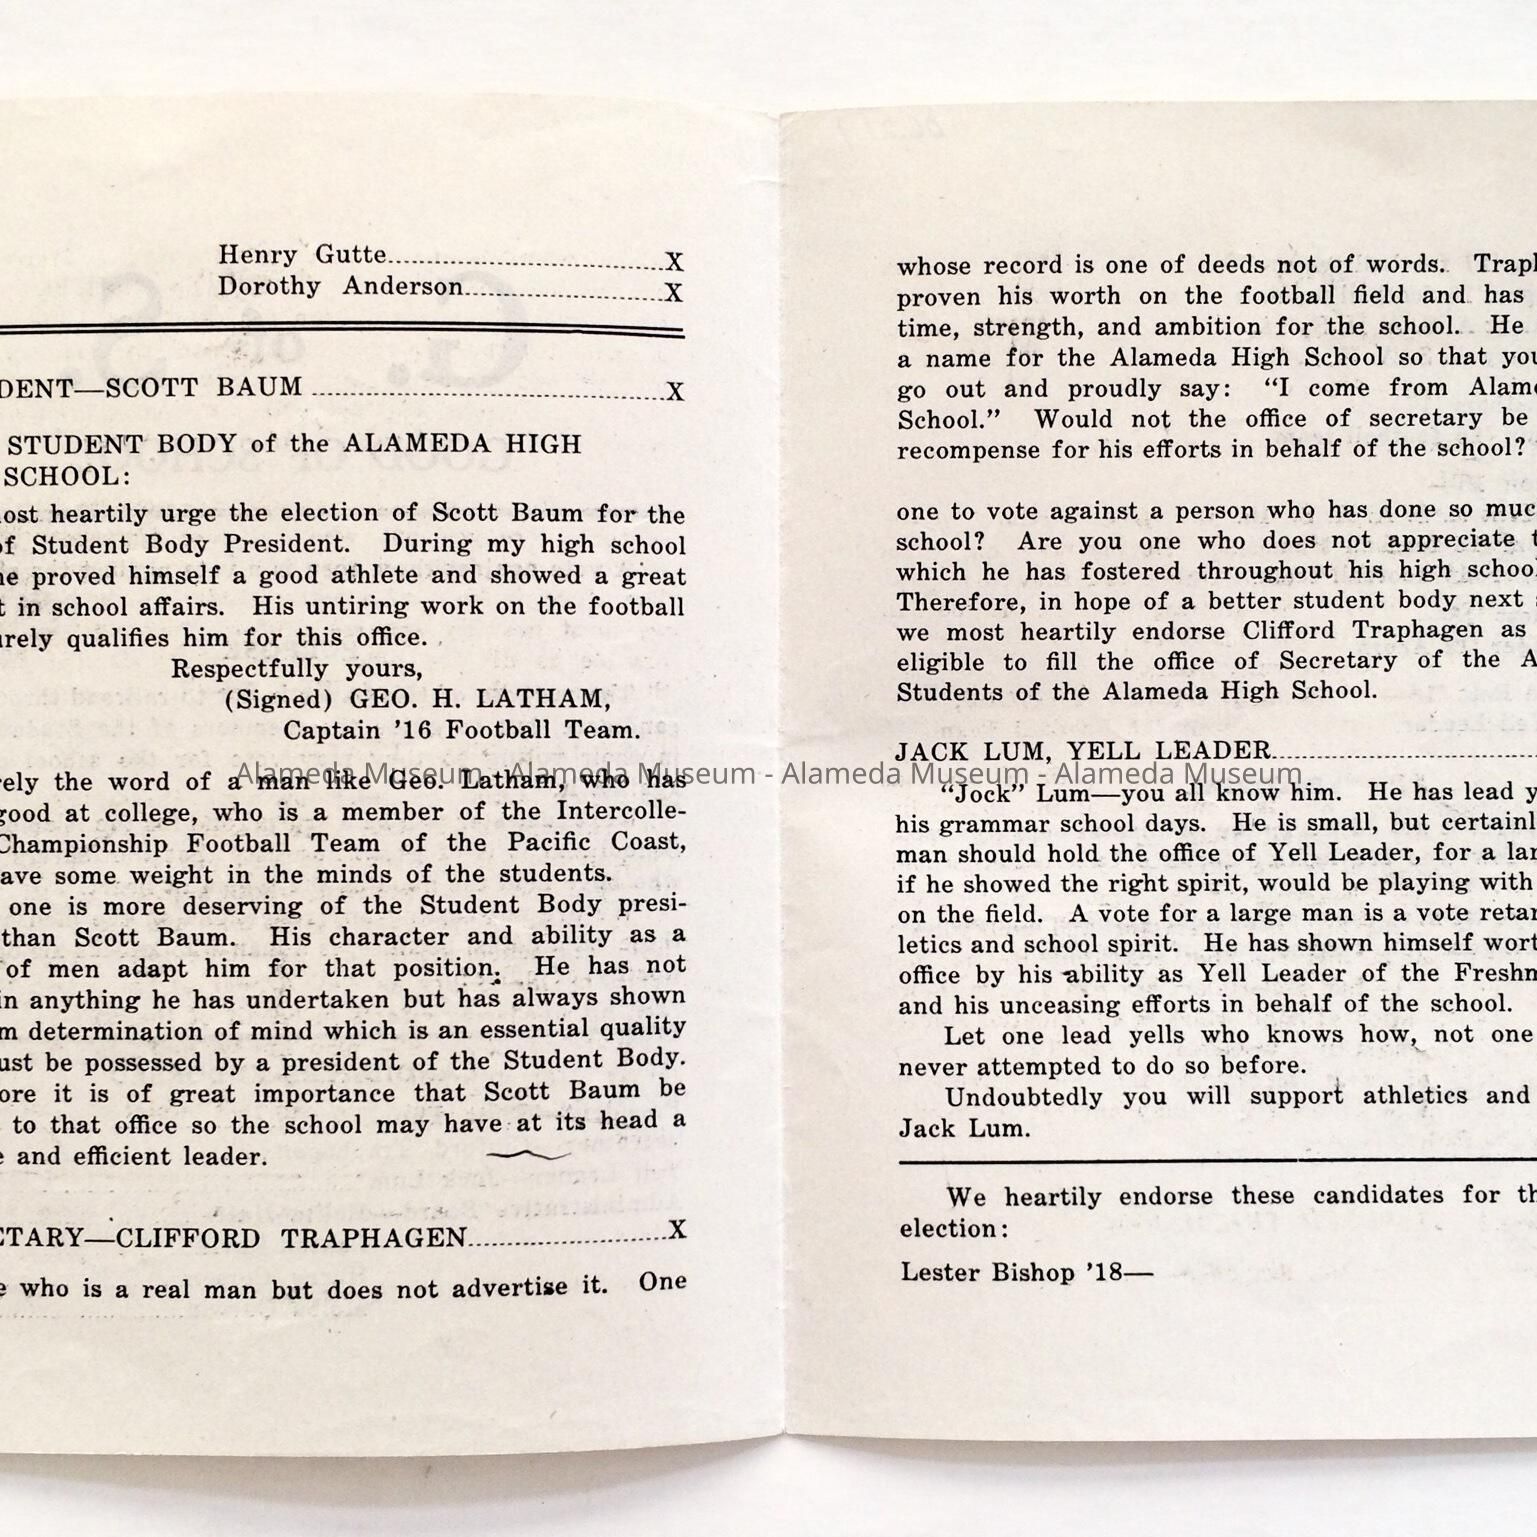 Henry Gutte........................X
Dorothy Anderson........................X
DENT—SCOTT BAUM ........................X
STUDENT BODY of the ALAMEDA HIGH
SCHOOL:
ost heartily urge the election of Scott Baum for the
of Student Body President. During my high school
he proved himself a good athlete and showed a great
t in school affairs. His untiring work on the football
urely qualifies him for this office.
Respectfully yours,
(Signed) GEO. H. LATHAM,
Captain '16 Football Team.
rely the word of a man like Geo. Latham, who has
good at college, who is a member of the Intercolle-
Championship Football Team of the Pacific Coast,
ave some weight in the minds of the students.
one is more deserving of the Student Body presi-
than Scott Baum. His character and ability as a
of men adapt him for that position. He has not
in anything he has undertaken but has always shown
m determination of mind which is an essential quality
ust be possessed by a president of the Student Body.
ore it is of great importance that Scott Baum be
to that office so the school may have at its head a
e and efficient leader.
ETARY—CLIFFORD TRAPHAGEN........................X
e who is a real man but does not advertise it. One
whose record is one of deeds not of words. Trap
proven his worth on the football field and has
time, strength, and ambition for the school. He
a name for the Alameda High School so that you
go out and proudly say: "I come from Alame
School." Would not the office of secretary be
recompense for his efforts in behalf of the school?
one to vote against a person who has done so muc
school? Are you one who does not appreciate t
which he has fostered throughout his high school
Therefore, in hope of a better student body next
we most heartily endorse Clifford Traphagen as
eligible to fill the office of Secretary of the A
Students of the Alameda High School.
JACK LUM, YELL LEADER........................
"Jock" Lum—you all know him. He has lead y
his grammar school days. He is small, but certainl
man should hold the office of Yell Leader, for a lar
if he showed the right spirit, would be playing with
on the field. A vote for a large man is a vote retar
letics and school spirit. He has shown himself wort
office by his ability as Yell Leader of the Freshm
and his unceasing efforts in behalf of the school.
Let one lead yells who knows how, not one
never attempted to do so before.
Undoubtedly you will support athletics and
Jack Lum.
We heartily endorse these candidates for th
election:
Lester Bishop '18—
Alameda Museum - Alameda Museum - Alameda Museum - Alameda Museum